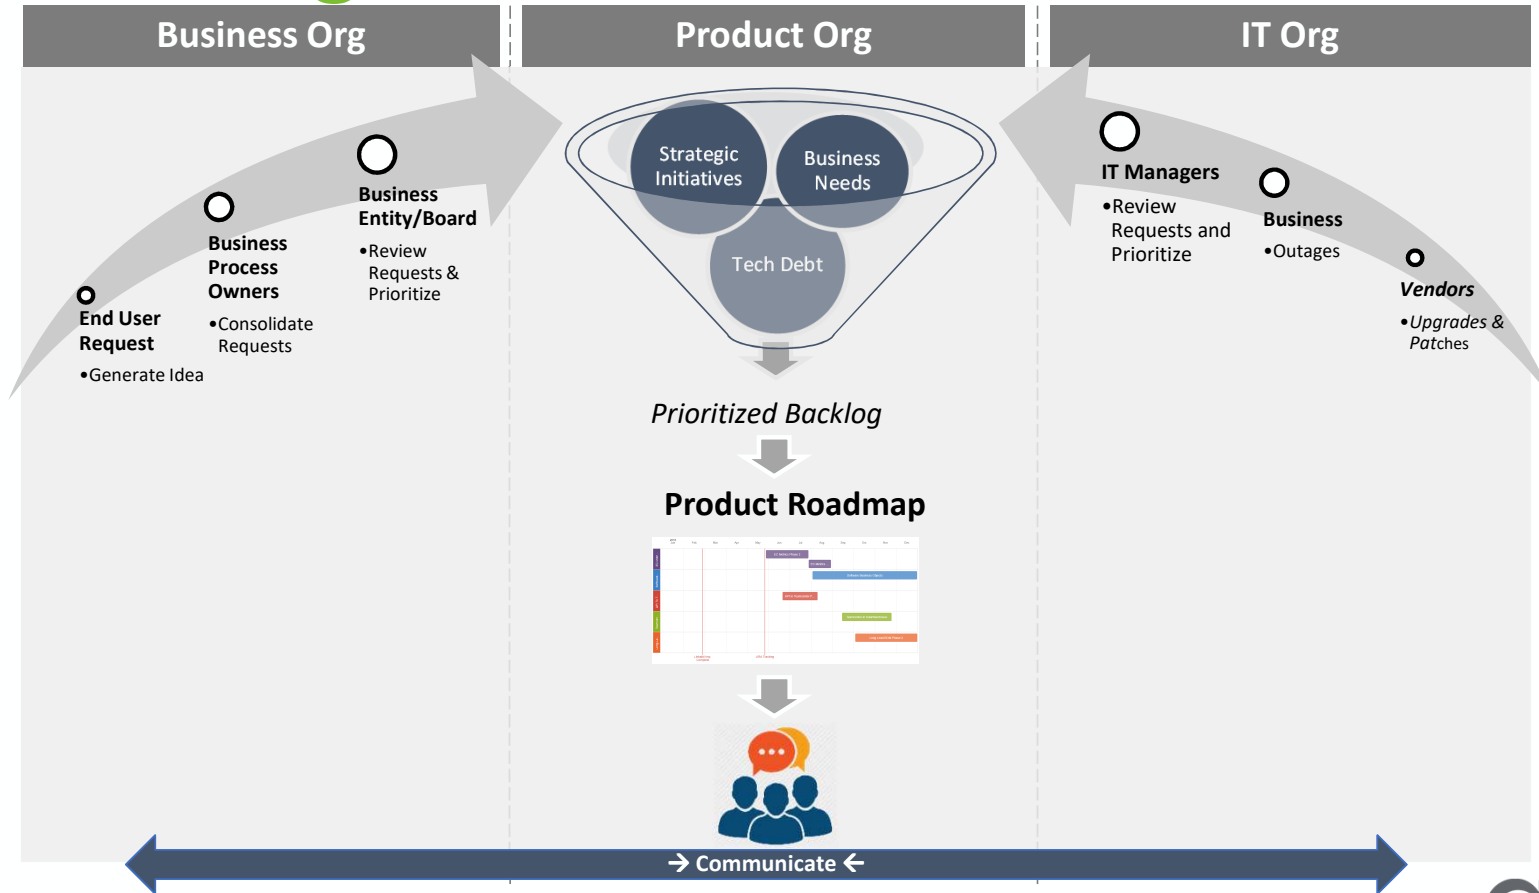 Business Org
Product Org
IT Org
End User
Request
•Generate Idea
Business
Process
Owners
•Consolidate
Requests
Business
Entity/Board
•Review
Requests &
Prioritize
Strategic
Initiatives
Business
Needs
Tech Debt
Prioritized Backlog
Product Roadmap
→ Communicate ←
IT Managers
•Review
Requests and
Prioritize
Business
•Outages
Vendors
•Upgrades &
Patches